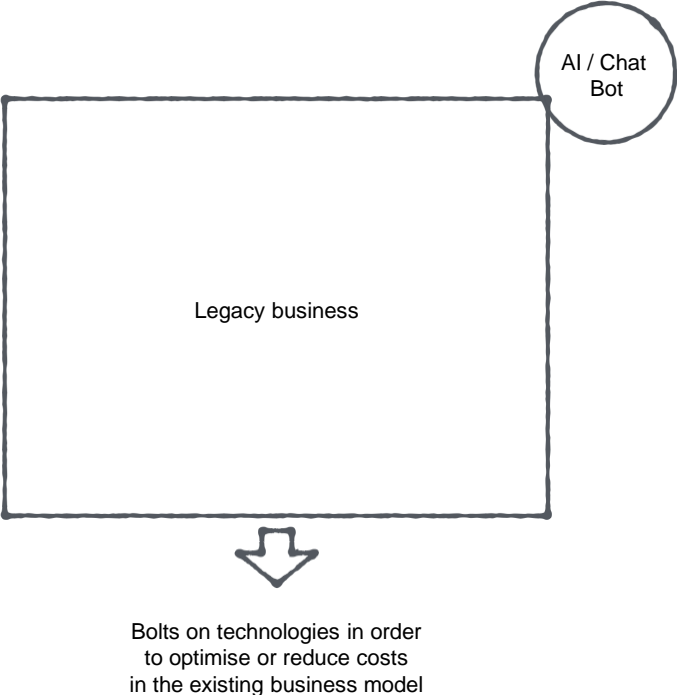 AI / Chat
Bot
Legacy business
Bolts on technologies in order
to optimise or reduce costs
in the existing business model